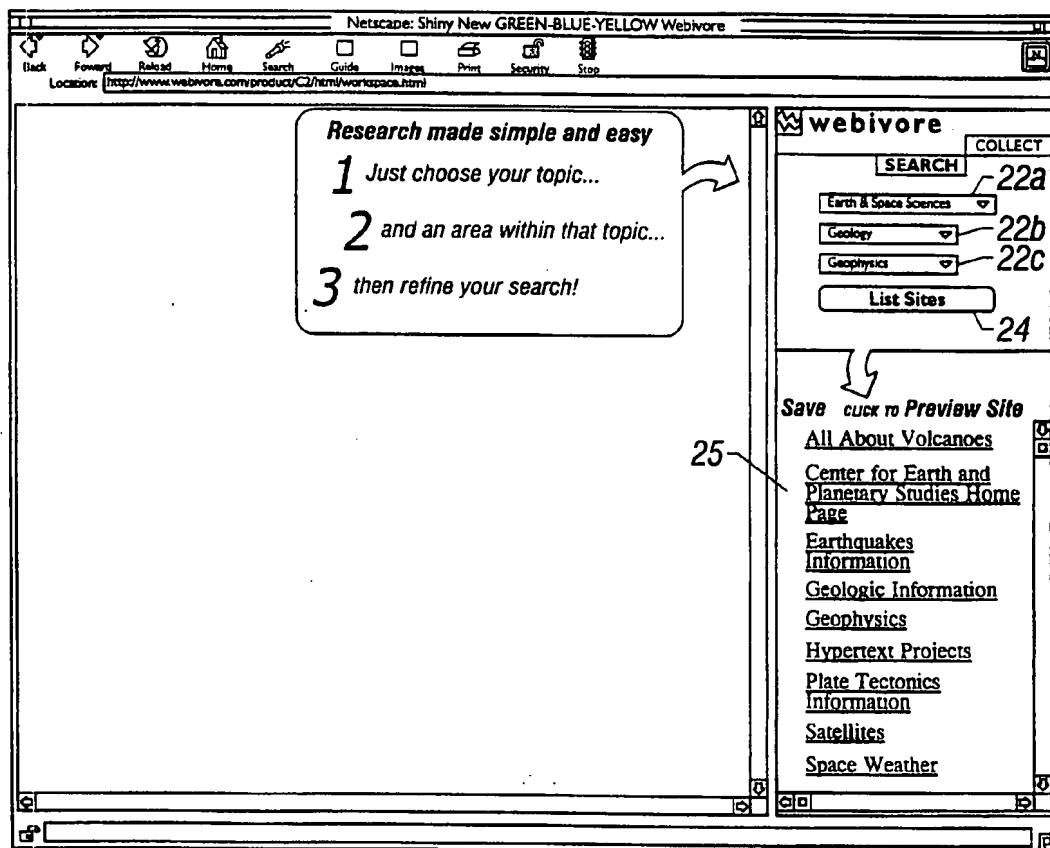 Netscape: Shiny New GREEN-BLUE-YELLOW Webivore
Back Foward Reload Home Search Guide Images Print Security Stop
N
Location: http://www.webivore.com/product/C2/html/workspace.html
Research made simple and easy
1 Just choose your topic...
2 and an area within that topic...
3 then refine your search!
webivore
COLLECT
SEARCH
22a
Earth & Space Sciences
Geology
22b
Geophysics
22c
List Sites
24
Save CLICK TO Preview Site
25
All About Volcanoes
Center for Earth and
Planetary Studies Home
Page
Earthquakes
Information
Geologic Information
Geophysics
Hypertext Projects
Plate Tectonics
Information
Satellites
Space Weather